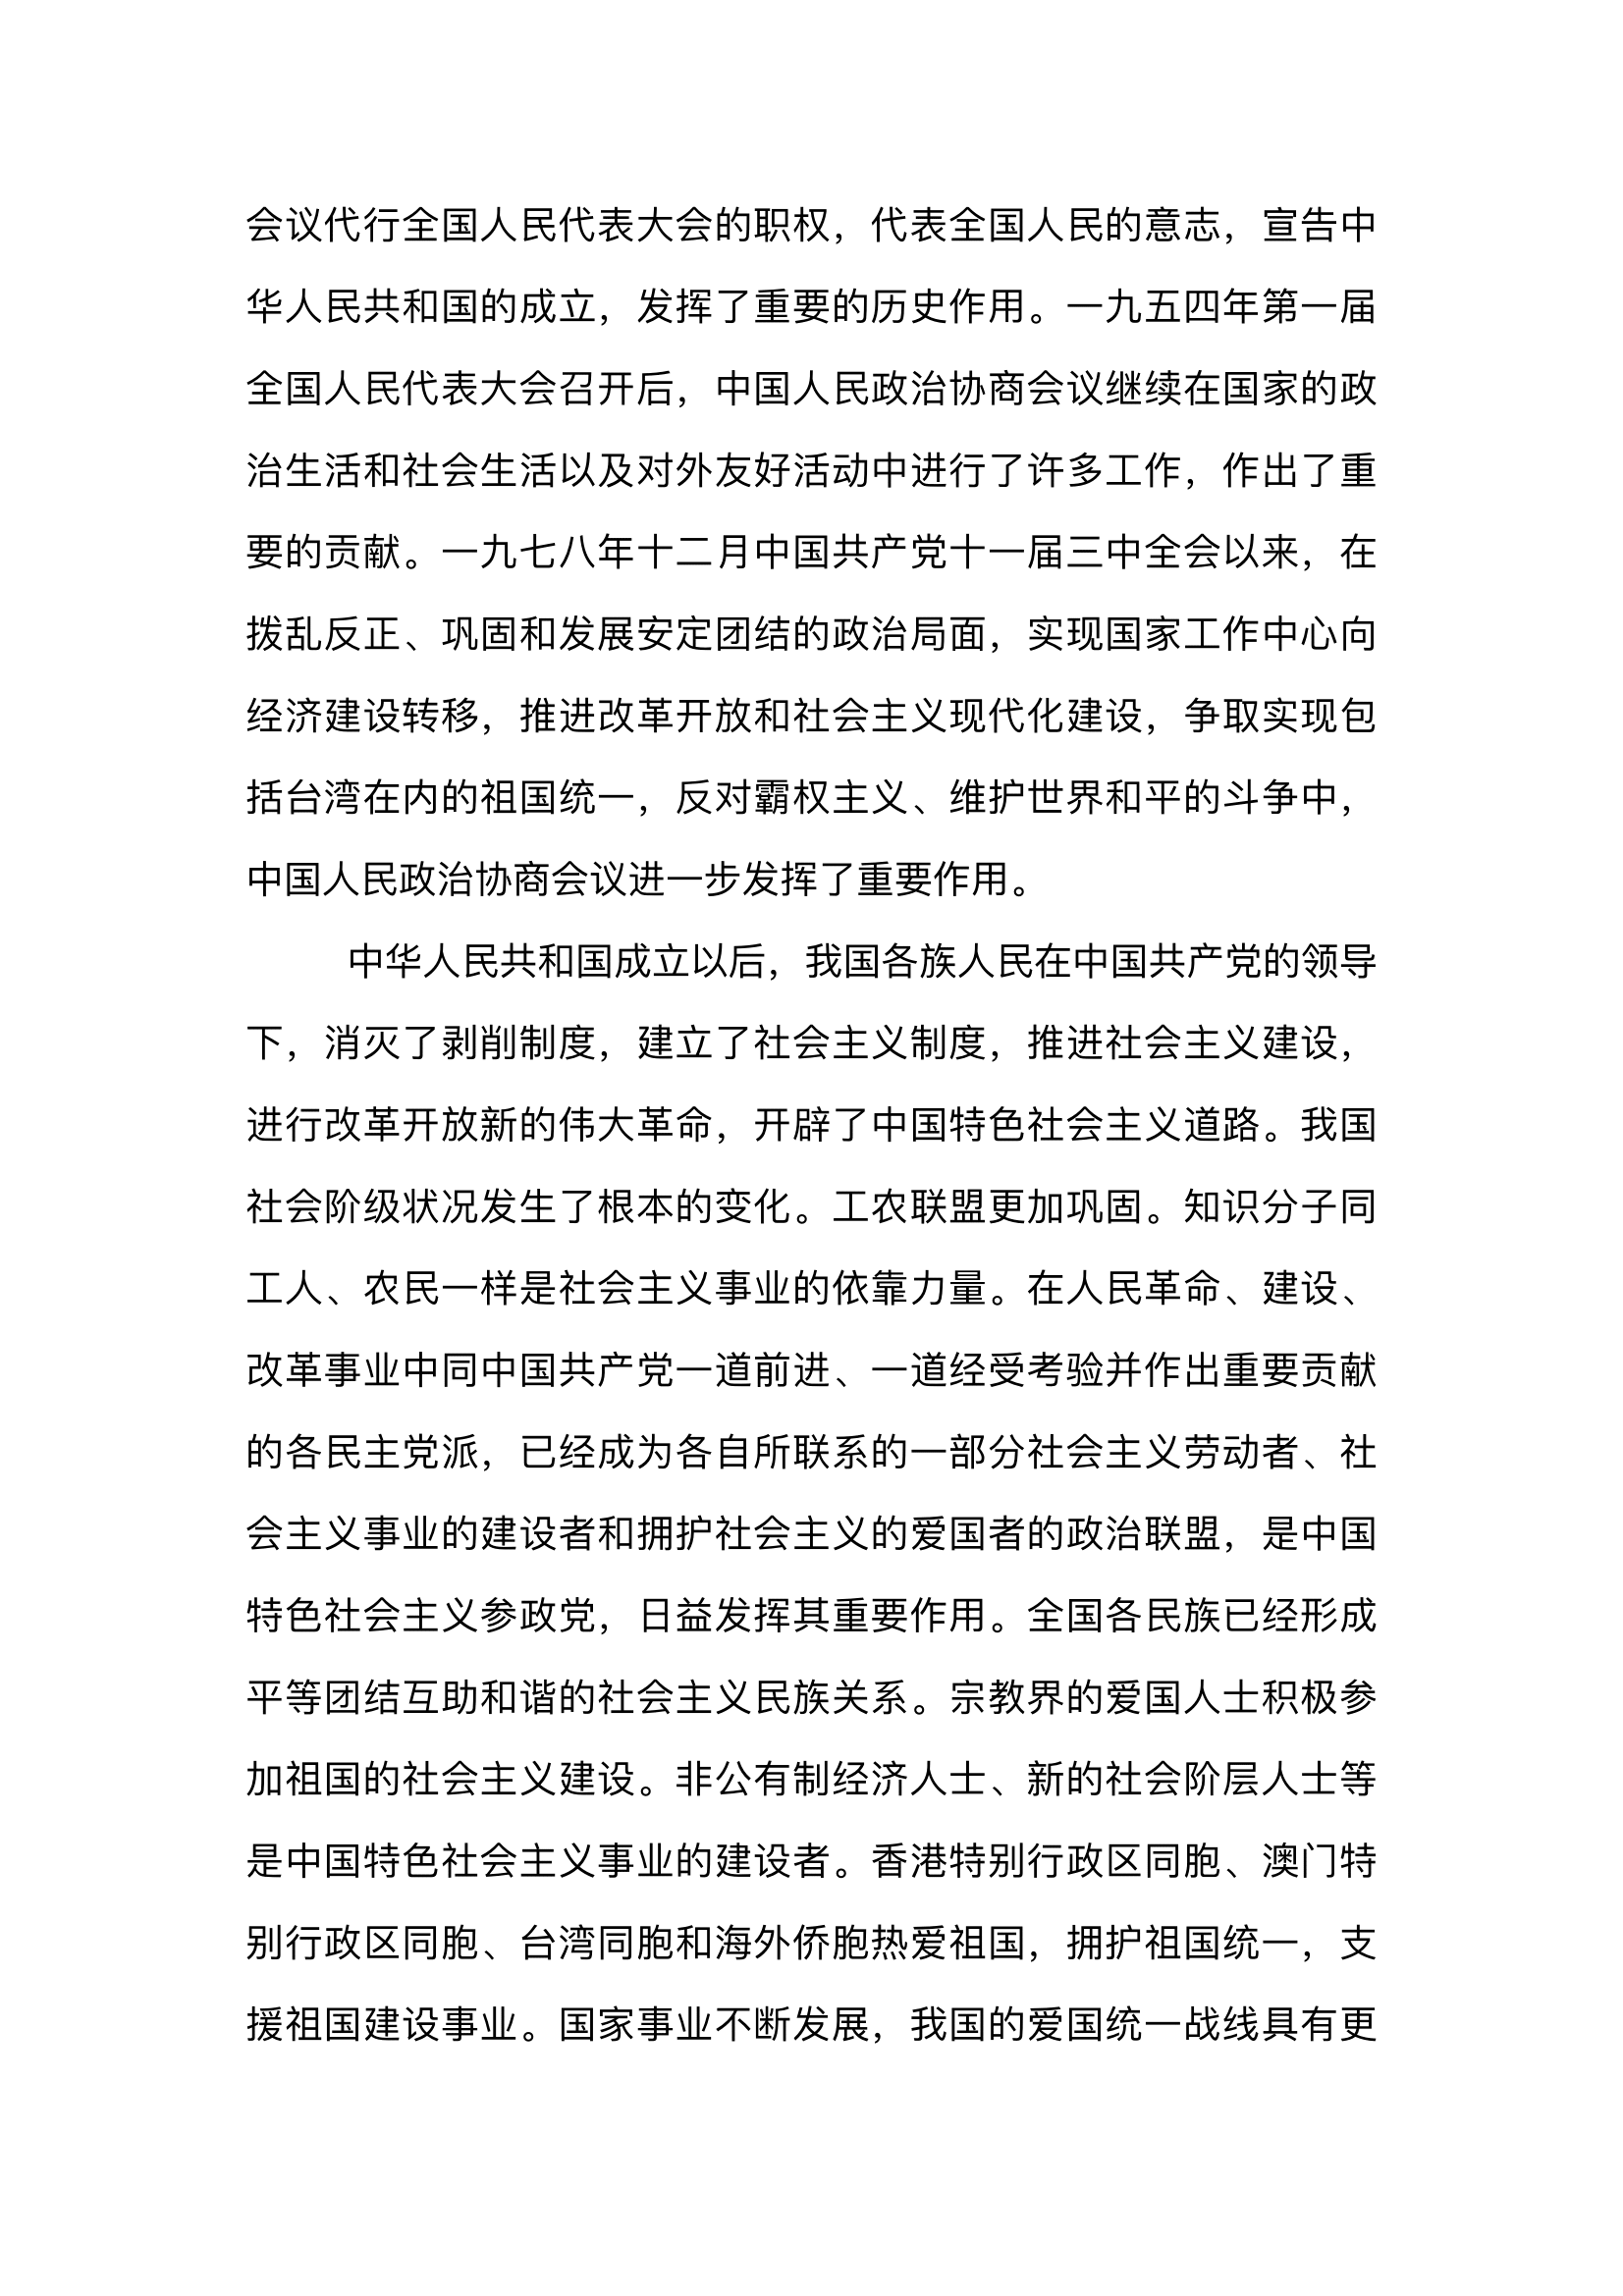 会议代行全国人民代表大会的职权，代表全国人民的意志，宣告中
华人民共和国的成立，发挥了重要的历史作用。一九五四年第一届
全国人民代表大会召开后，中国人民政治协商会议继续在国家的政
治生活和社会生活以及对外友好活动中进行了许多工作，作出了重
要的贡献。一九七八年十二月中国共产党十一届三中全会以来，在
拨乱反正、巩固和发展安定团结的政治局面，实现国家工作中心向
经济建设转移，推进改革开放和社会主义现代化建设，争取实现包
括台湾在内的祖国统一，反对霸权主义、维护世界和平的斗争中，
中国人民政治协商会议进一步发挥了重要作用。
中华人民共和国成立以后，我国各族人民在中国共产党的领导
下，消灭了剥削制度，建立了社会主义制度，推进社会主义建设，
进行改革开放新的伟大革命，开辟了中国特色社会主义道路。我国
社会阶级状况发生了根本的变化。工农联盟更加巩固。知识分子同
工人、农民一样是社会主义事业的依靠力量。在人民革命、建设、
改革事业中同中国共产党一道前进、一道经受考验并作出重要贡献
的各民主党派，已经成为各自所联系的一部分社会主义劳动者、社
会主义事业的建设者和拥护社会主义的爱国者的政治联盟，是中国
特色社会主义参政党，日益发挥其重要作用。全国各民族已经形成
平等团结互助和谐的社会主义民族关系。宗教界的爱国人士积极参
加祖国的社会主义建设。非公有制经济人士、新的社会阶层人士等
是中国特色社会主义事业的建设者。香港特别行政区同胞、澳门特
别行政区同胞、台湾同胞和海外侨胞热爱祖国，拥护祖国统一，支
援祖国建设事业。国家事业不断发展，我国的爱国统一战线具有更